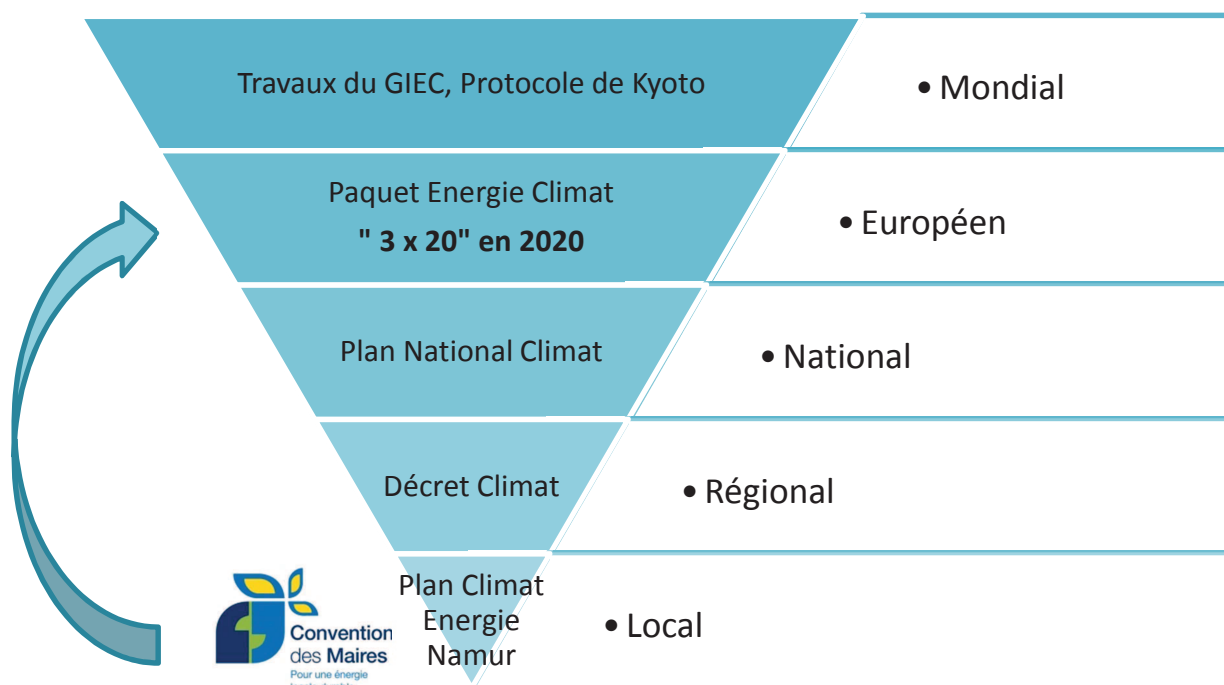 Travaux du GIEC, Protocole de Kyoto
• Mondial
Paquet Energie Climat
" 3 x 20" en 2020
• Européen
Plan National Climat
• National
Décret Climat
• Régional
Plan Climat
Energie
Namur
• Local
Convention
des Maires
Pour une énergie